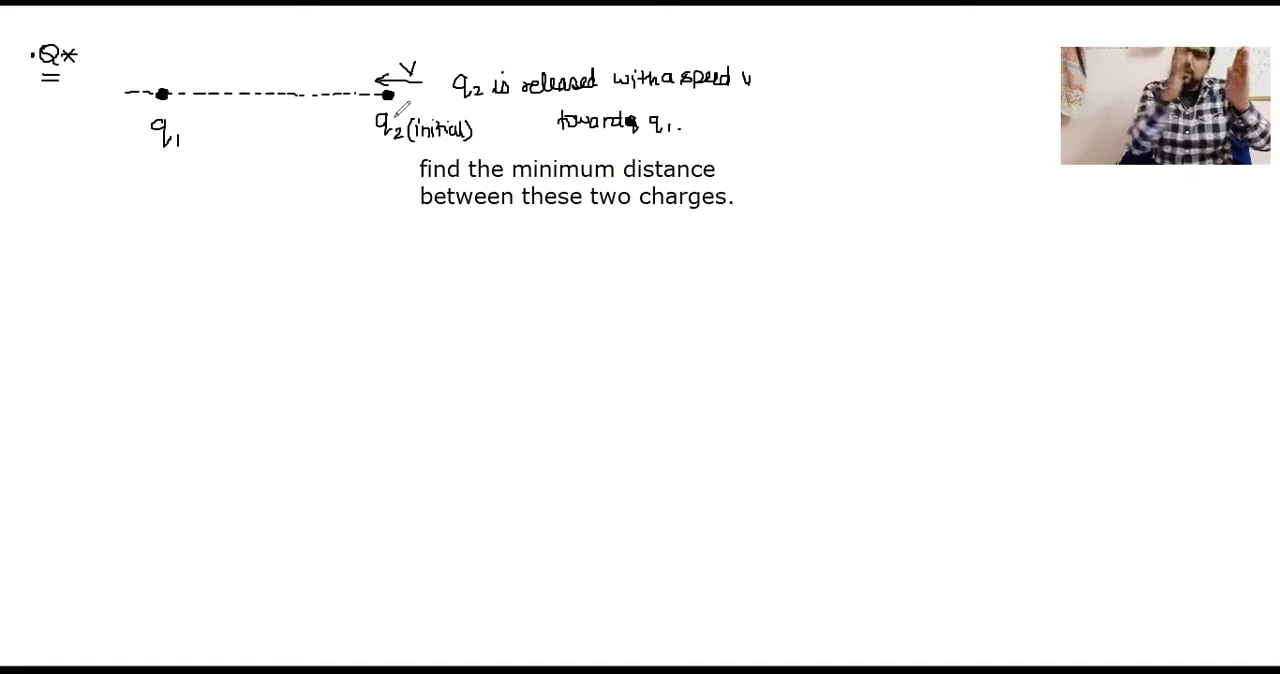 .Q*
V
q₂ is released with a speed v
q₁
q₂(initial)
towards q₁.
find the minimum distance
between these two charges.